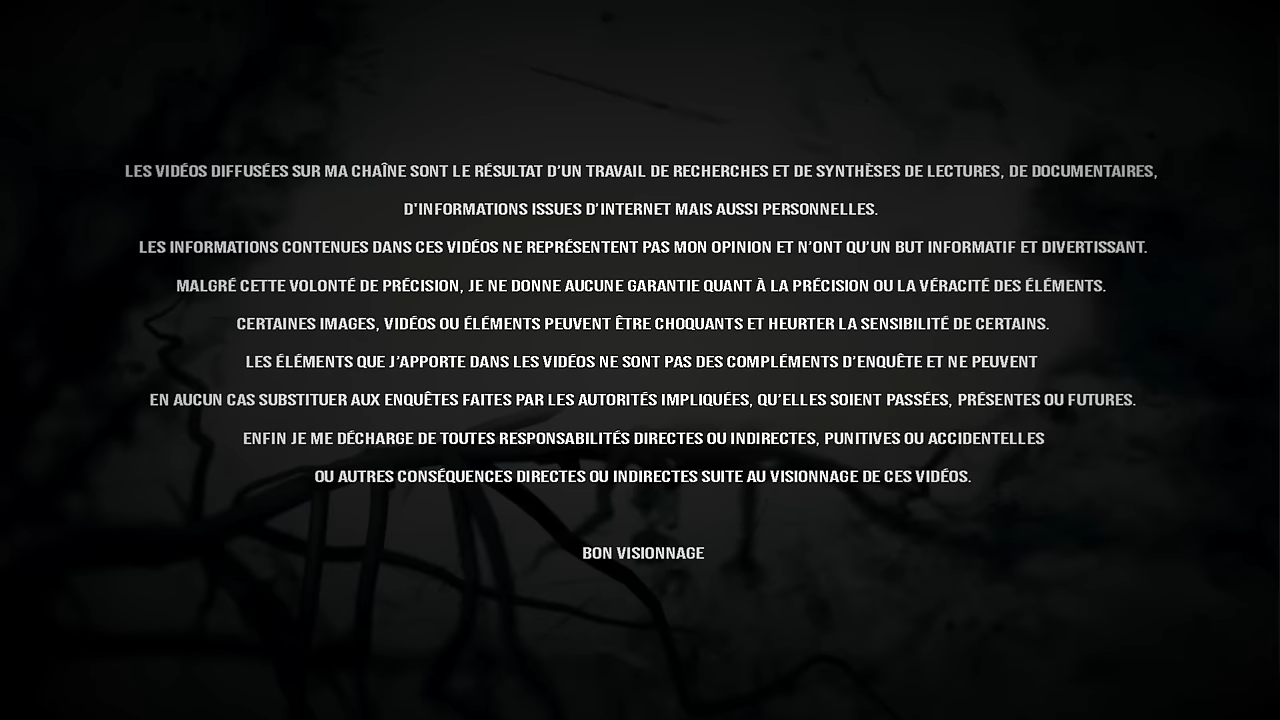 LES VIDÉOS DIFFUSÉES SUR MA CHAÎNE SONT LE RÉSULTAT D'UN TRAVAIL DE RECHERCHES ET DE SYNTHÈSES DE LECTURES, DE DOCUMENTAIRES,
D'INFORMATIONS ISSUES D'INTERNET MAIS AUSSI PERSONNELLES.
LES INFORMATIONS CONTENUES DANS CES VIDÉOS NE REPRÉSENTENT PAS MON OPINION ET N'ONT QU'UN BUT INFORMATIF ET DIVERTISSANT.
MALGRÉ CETTE VOLONTÉ DE PRÉCISION, JE NE DONNE AUCUNE GARANTIE QUANT À LA PRÉCISION OU LA VÉRACITÉ DES ÉLÉMENTS.
CERTAINES IMAGES, VIDÉOS OU ÉLÉMENTS PEUVENT ÊTRE CHOQUANTS ET HEURTER LA SENSIBILITÉ DE CERTAINS.
LES ÉLÉMENTS QUE J'APPORTE DANS LES VIDÉOS NE SONT PAS DES COMPLÉMENTS D'ENQUÊTE ET NE PEUVENT
EN AUCUN CAS SUBSTITUER AUX ENQUÊTES FAITES PAR LES AUTORITÉS IMPLIQUÉES, QU'ELLES SOIENT PASSÉES, PRÉSENTES OU FUTURES.
ENFIN JE ME DÉCHARGE DE TOUTES RESPONSABILITÉS DIRECTES OU INDIRECTES, PUNITIVES OU ACCIDENTELLES
OU AUTRES CONSÉQUENCES DIRECTES OU INDIRECTES SUITE AU VISIONNAGE DE CES VIDÉOS.
BON VISIONNAGE